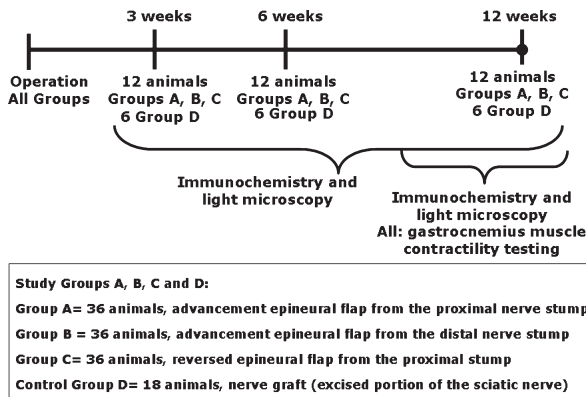 3 weeks
6 weeks
12 weeks
Operation
All Groups
12 animals
Groups A, B, C
6 Group D
12 animals
Groups A, B, C
6 Group D
12 animals
Groups A, B, C
6 Group D
Immunochemistry and
light microscopy
Immunochemistry and
light microscopy
All: gastrocnemius muscle
contractility testing
Study Groups A, B, C and D:
Group A= 36 animals, advancement epineural flap from the proximal nerve stump
Group B = 36 animals, advancement epineural flap from the distal nerve stump
Group C= 36 animals, reversed epineural flap from the proximal stump
Control Group D= 18 animals, nerve graft (excised portion of the sciatic nerve)